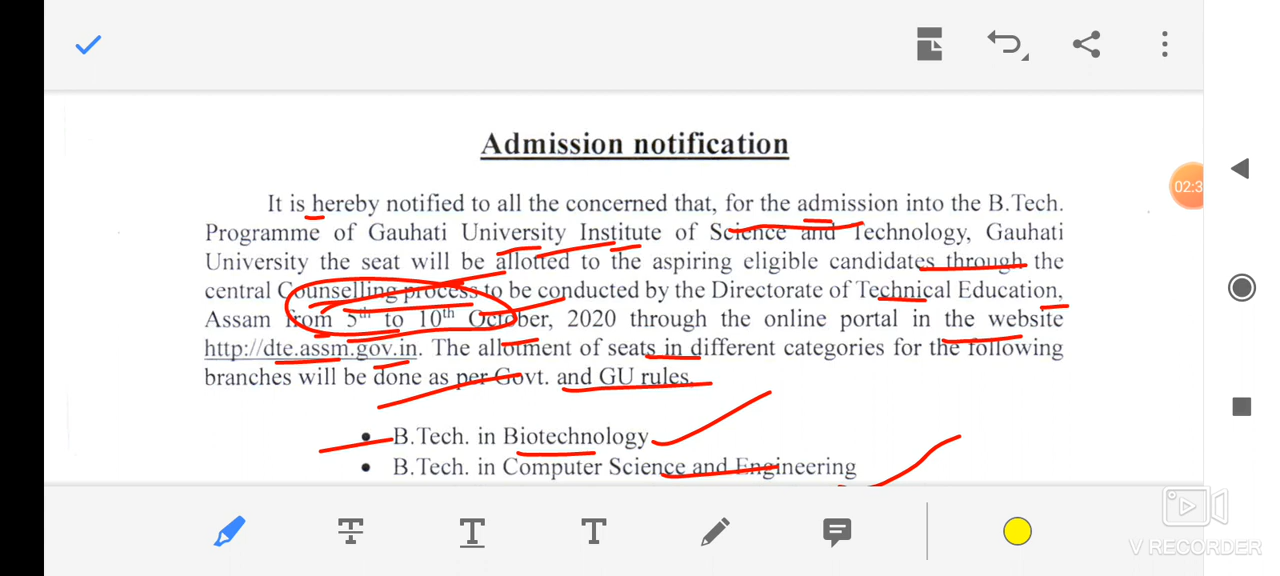 Admission notification
02:3
It is hereby notified to all the concerned that, for the admission into the B.Tech.
Programme of Gauhati University Institute of Science and Technology, Gauhati
University the seat will be allotted to the aspiring eligible candidates through the
central Counselling process to be conducted by the Directorate of Technical Education,
Assam from 5th to 10th October, 2020 through the online portal in the website
http://dte.assm.gov.in. The allotment of seats in different categories for the following
branches will be done as per Govt. and GU rules.
• B.Tech. in Biotechnology
• B.Tech. in Computer Science and Engineering
T T T
V RECORDER